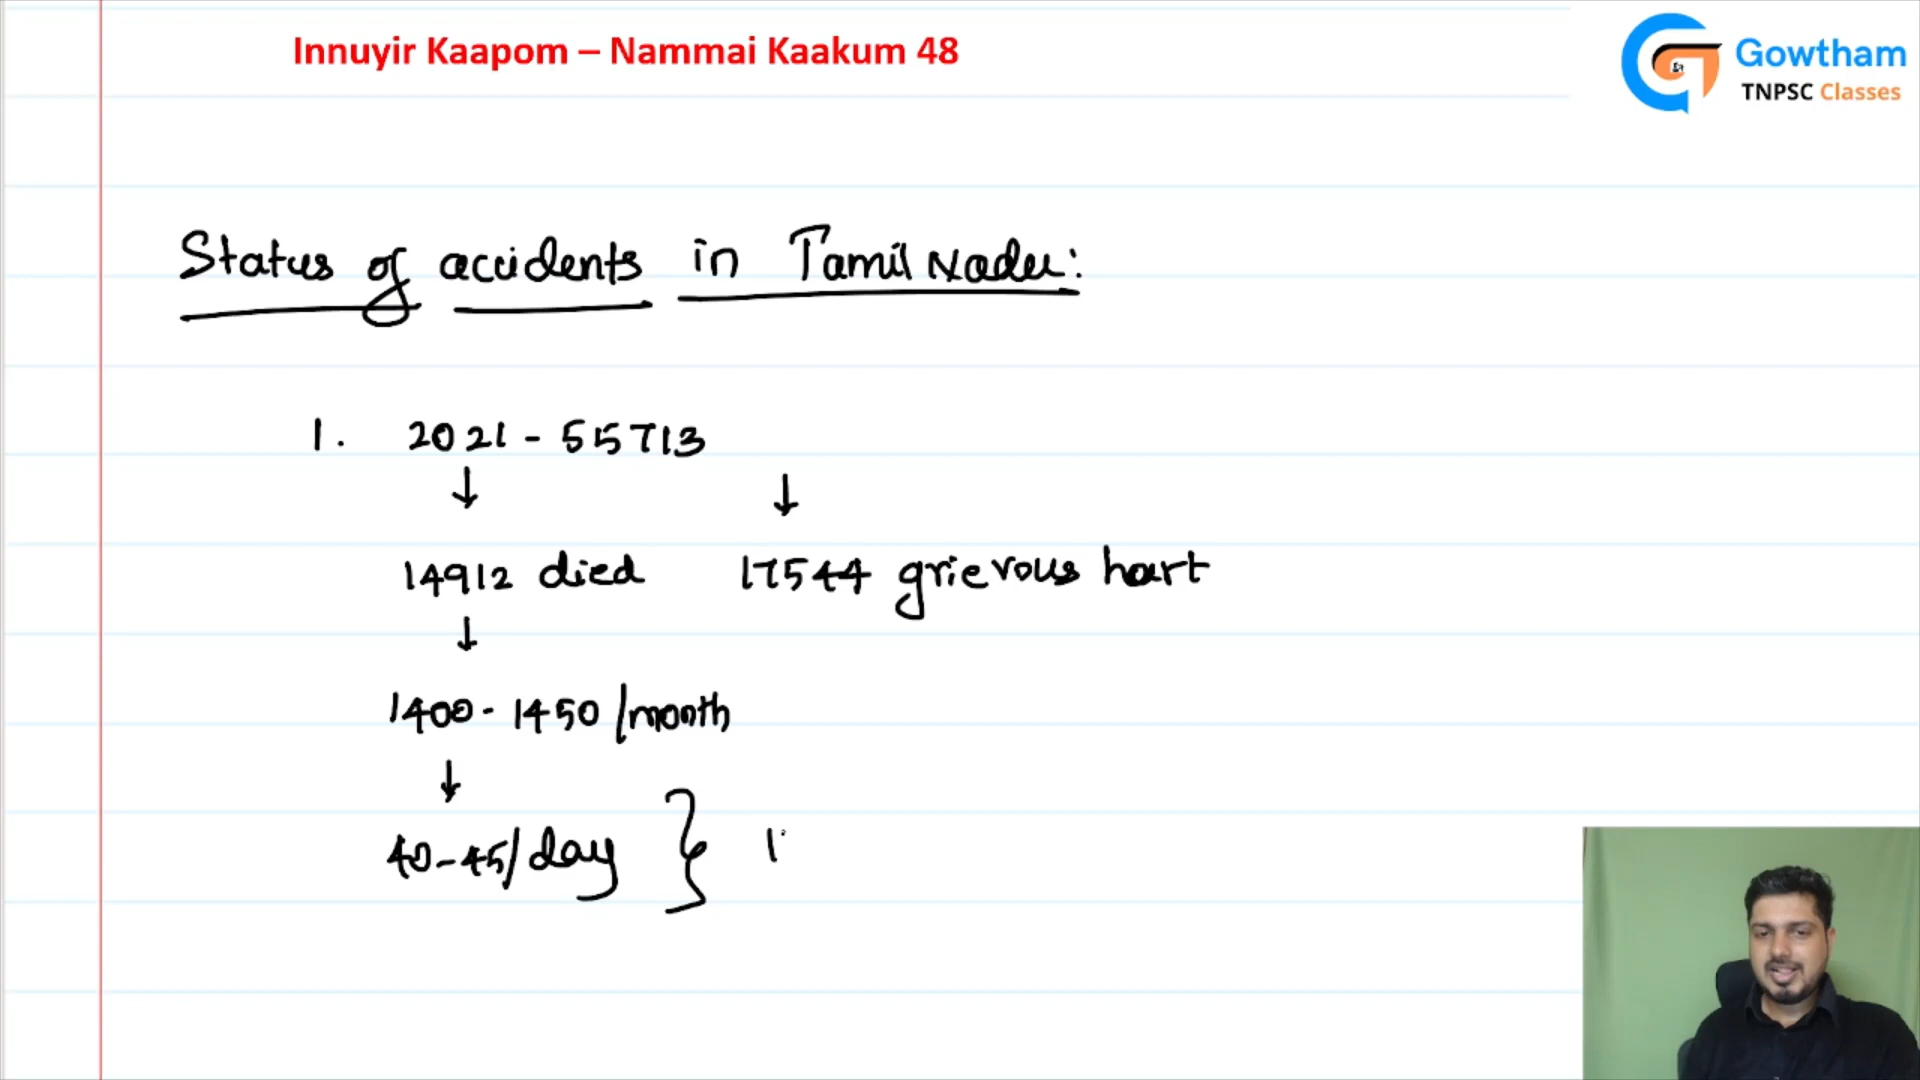 Innuyir Kaapom – Nammai Kaakum 48
Gowtham
TNPSC Classes
Status of accidents in Tamil Nadu:
1. 2021 - 55713
↓ ↓
14912 died 17544 grievous hurt
↓
1400 - 1450 /month
↓
40-45/day }